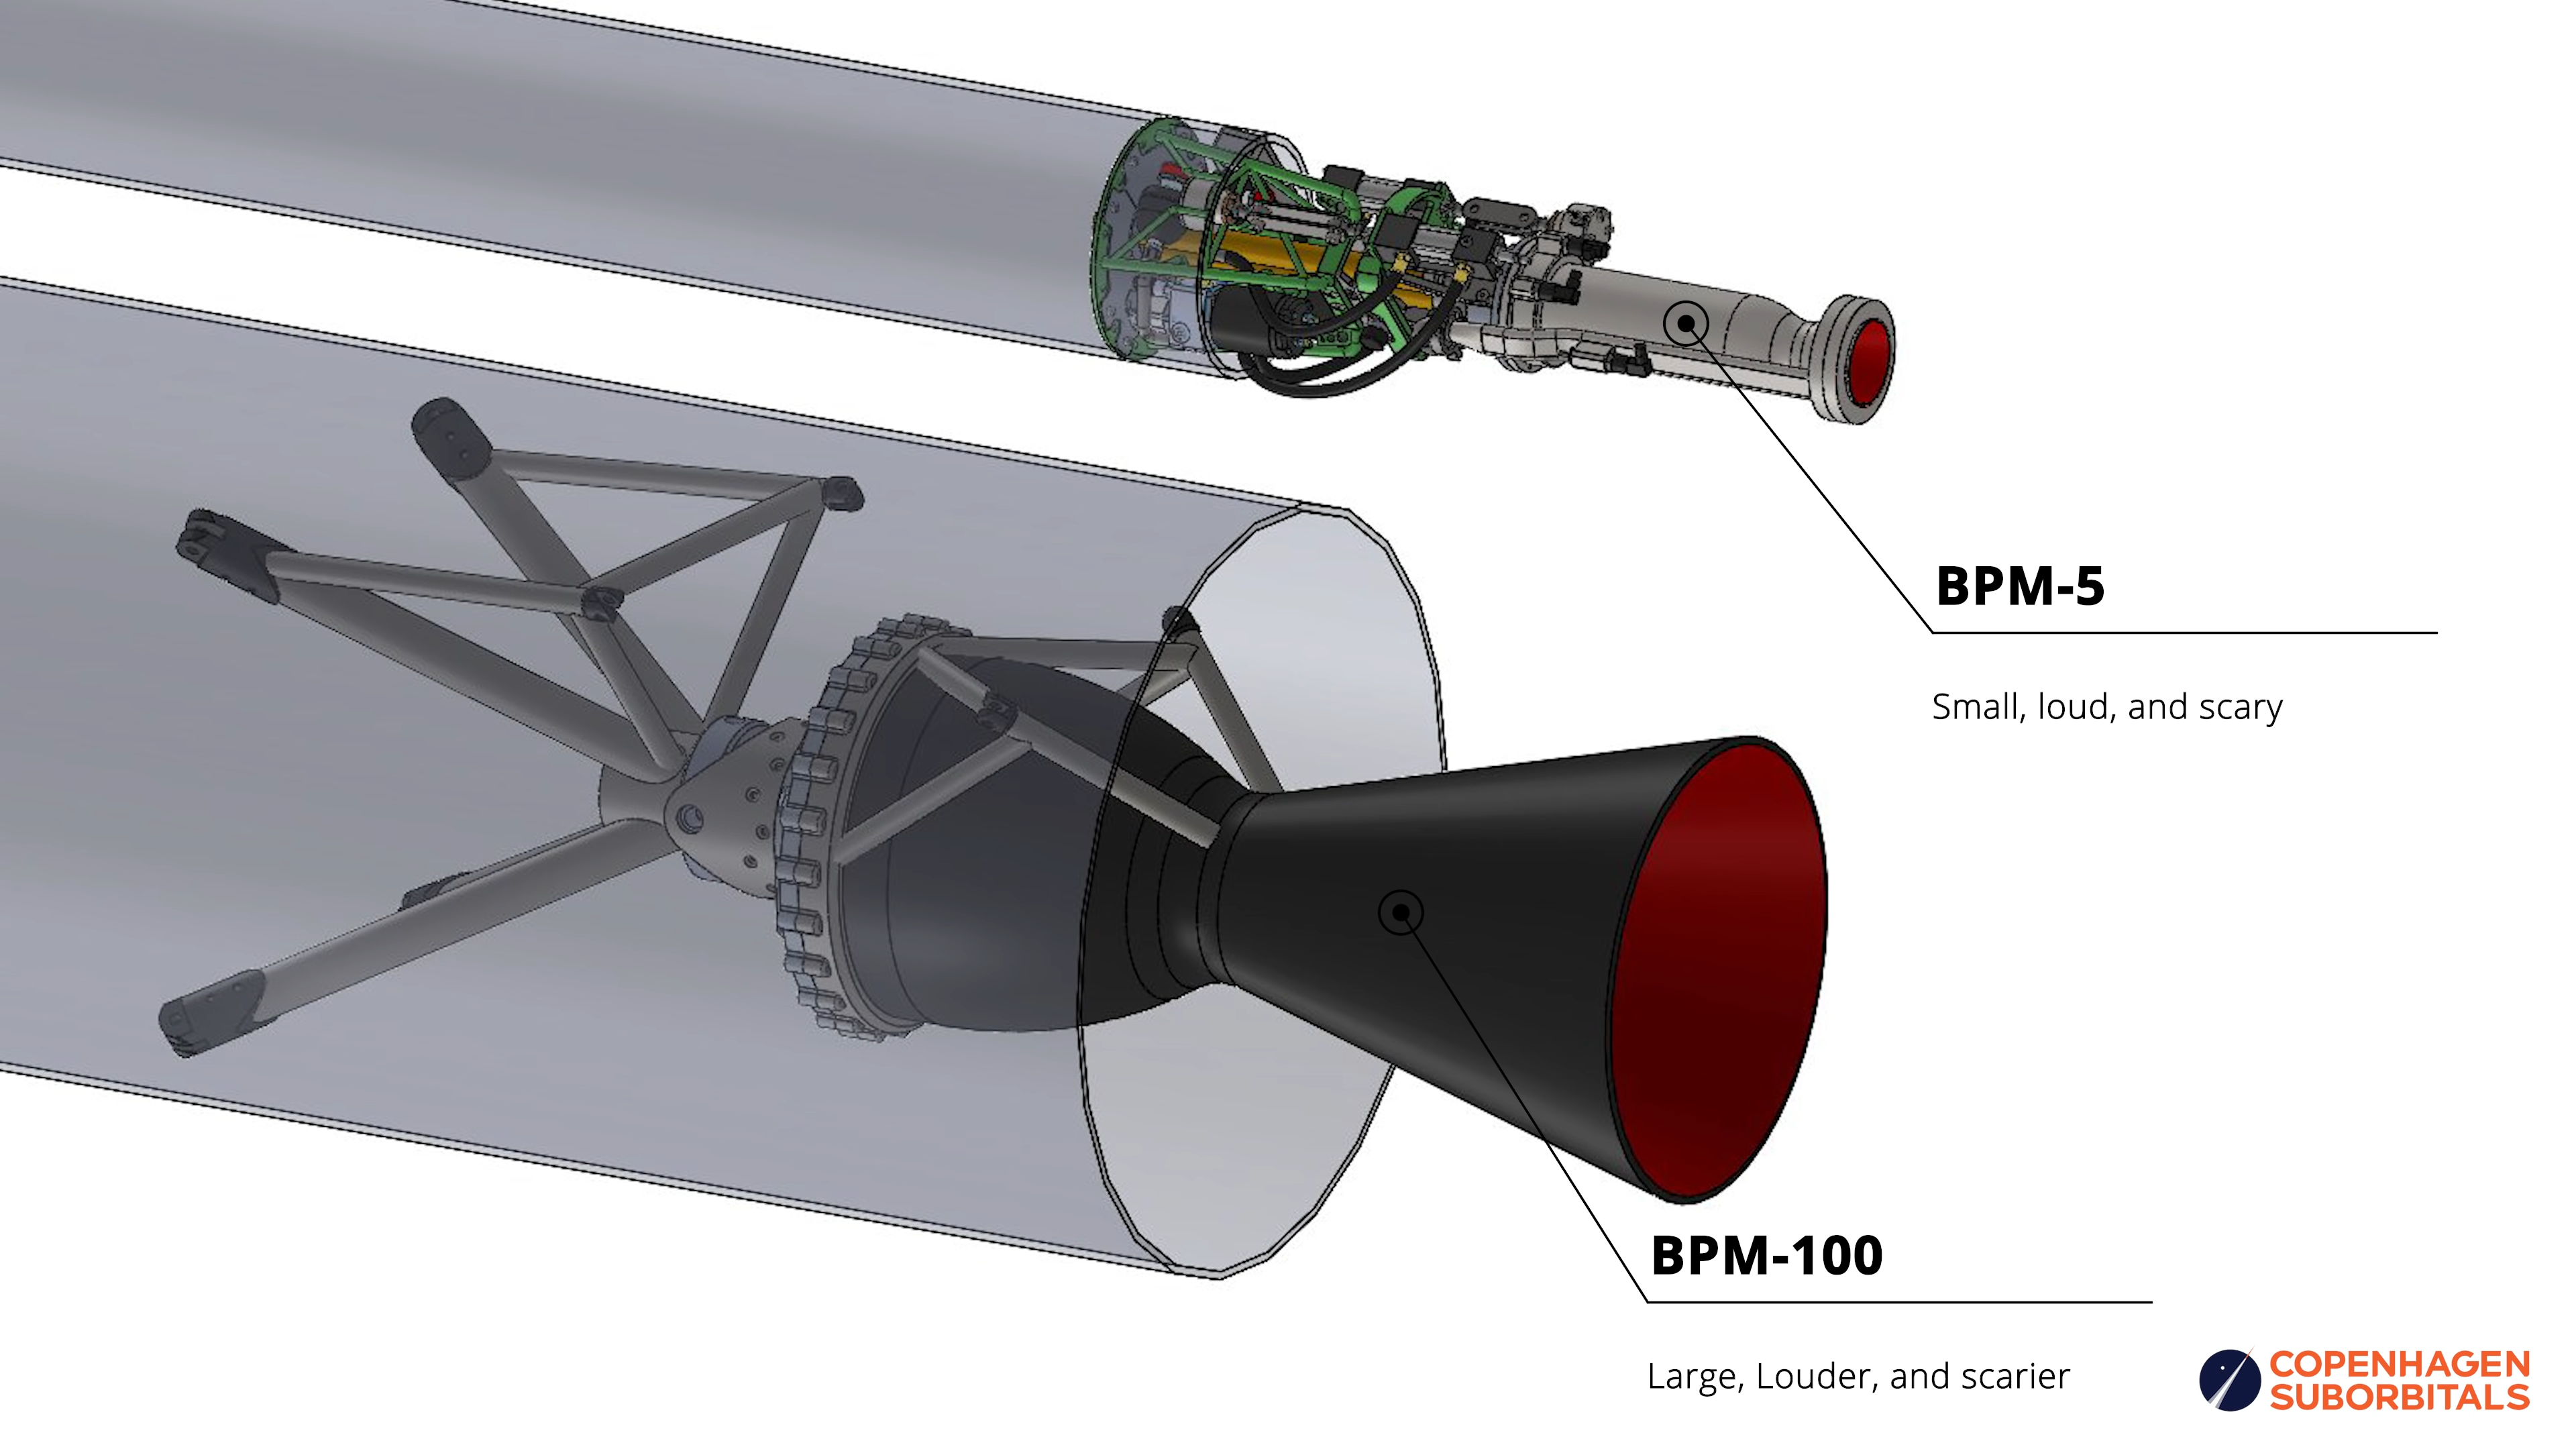 BPM-5
Small, loud, and scary
BPM-100
Large, Louder, and scarier
COPENHAGEN
SUBORBITALS